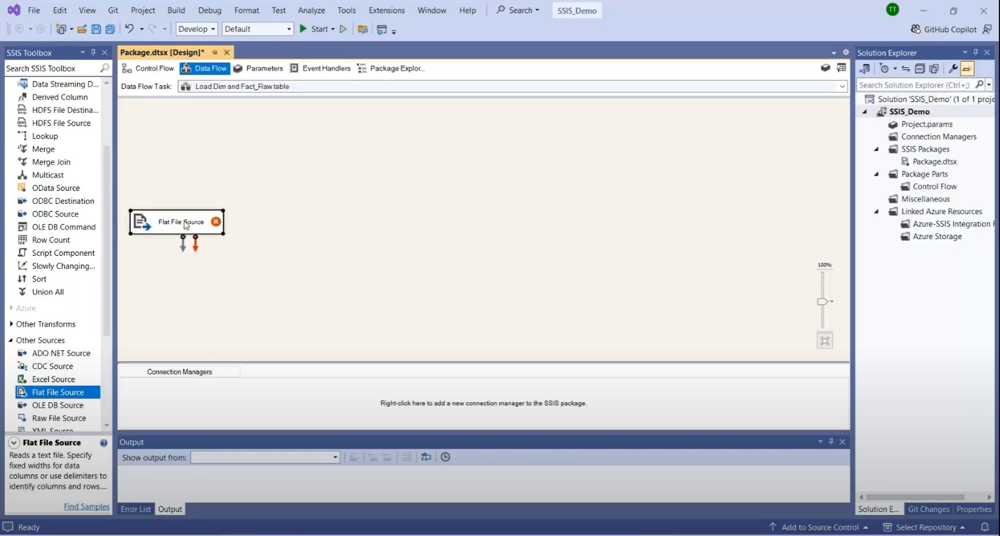 File Edit View Git Project Build Debug Format Test Analyze Tools Extensions Window Help Search SSIS_Demo TT
Develop Default Start GitHub Copilot
SSIS Toolbox
Search SSIS Toolbox
Data Streaming D...
Derived Column
HDFS File Destina...
HDFS File Source
Lookup
Merge
Merge Join
Multicast
OData Source
ODBC Destination
ODBC Source
OLE DB Command
Row Count
Script Component
Slowly Changing...
Sort
Union All
Azure
Other Transforms
Other Sources
ADO NET Source
CDC Source
Excel Source
Flat File Source
OLE DB Source
Raw File Source
XML Source
Flat File Source
Reads a text file. Specify
fixed widths for data
columns or use delimiters to
identify columns and rows....
Find Samples
Package.dtsx [Design]*
Control Flow Data Flow Parameters Event Handlers Package Explor...
Data Flow Task: Load Dim and Fact_Raw table
Flat File Source
100%
Connection Managers
Right-click here to add a new connection manager to the SSIS package.
Output
Show output from:
Error List Output
Solution Explorer
Search Solution Explorer (Ctrl+;)
Solution 'SSIS_Demo' (1 of 1 proje
SSIS_Demo
Project.params
Connection Managers
SSIS Packages
Package.dtsx
Package Parts
Control Flow
Miscellaneous
Linked Azure Resources
Azure-SSIS Integration
Azure Storage
Solution E... Git Changes Properties
Ready Add to Source Control Select Repository